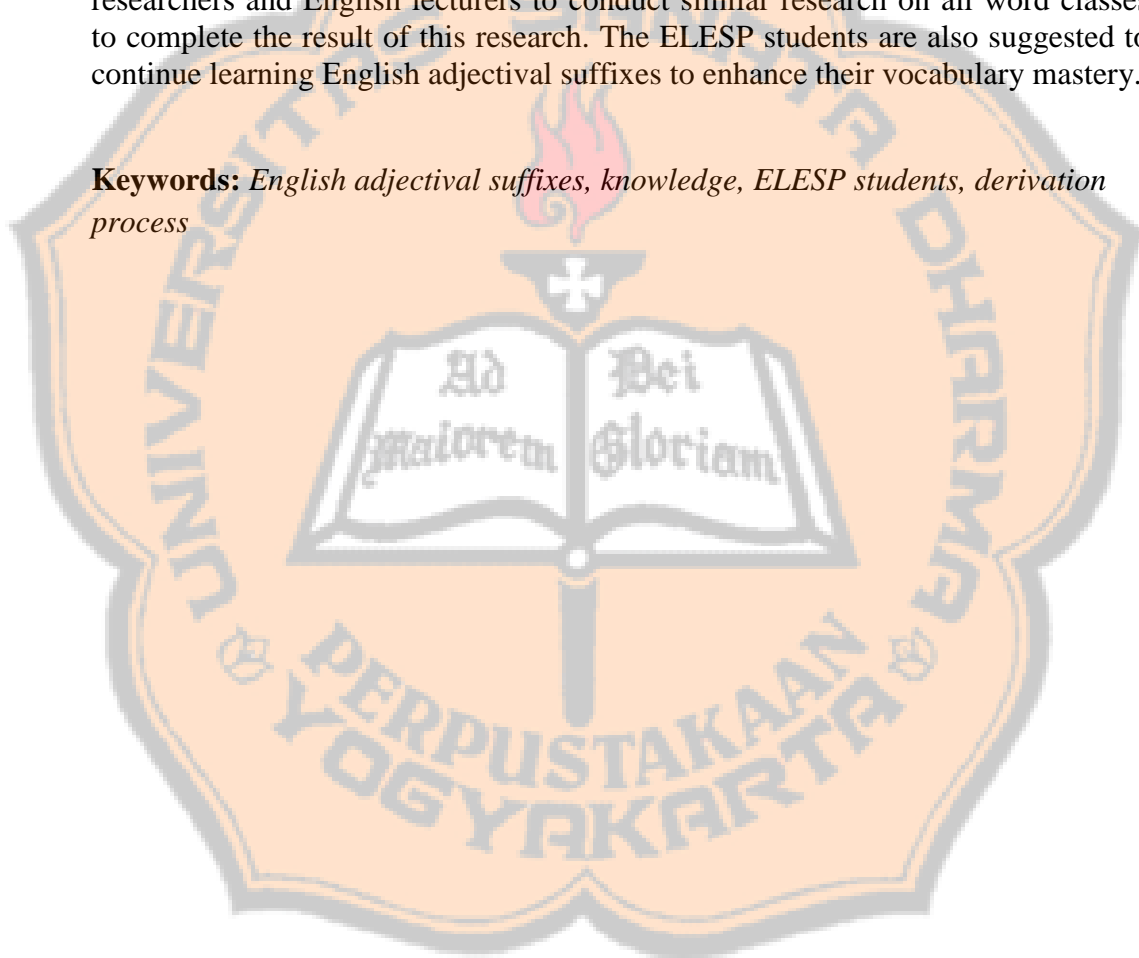 researchers and English lecturers to conduct similar research on all word classes
to complete the result of this research. The ELESP students are also suggested to
continue learning English adjectival suffixes to enhance their vocabulary mastery.
Keywords: English adjectival suffixes, knowledge, ELESP students, derivation
process
UNIVERSITAS SANATA DHARMA
Ad Dei
Maiorem Gloriam
PERPUSTAKAAN
YOGYAKARTA